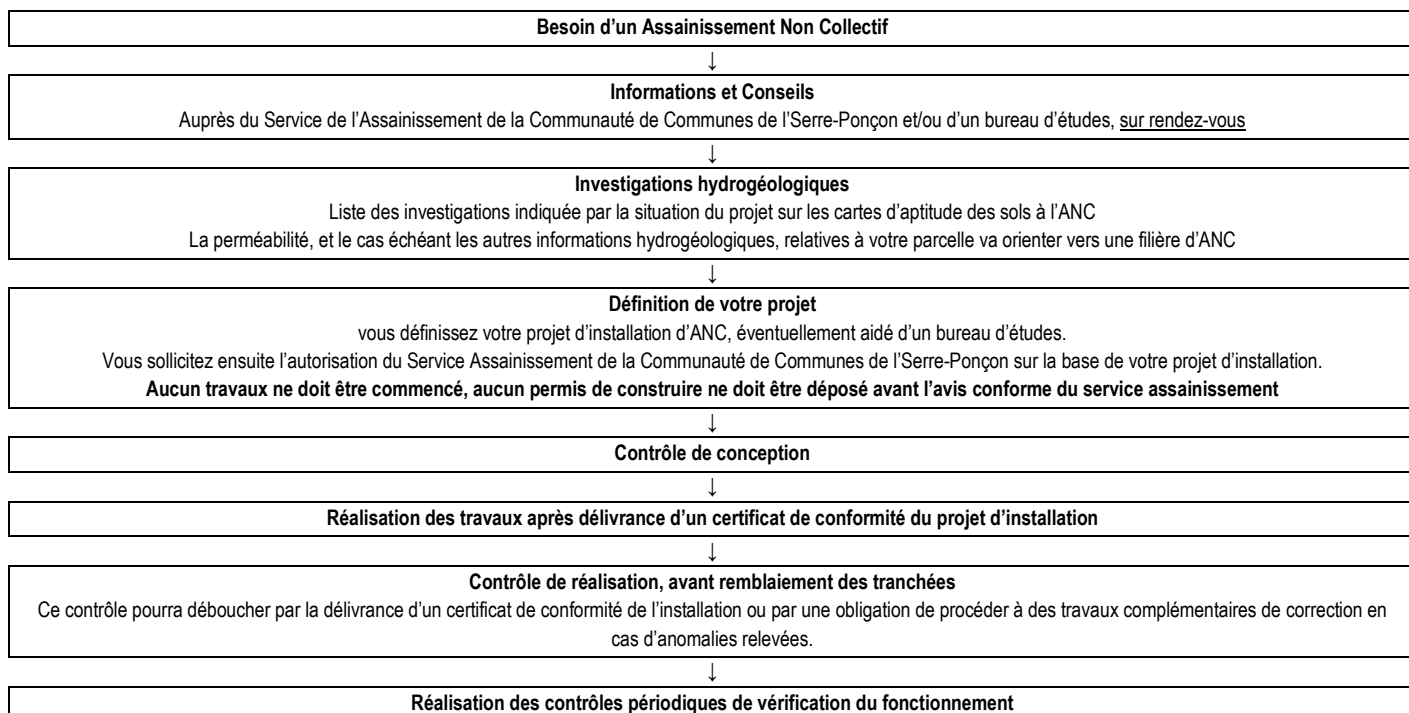 Besoin d’un Assainissement Non Collectif
↓
Informations et Conseils
Auprès du Service de l’Assainissement de la Communauté de Communes de l’Serre-Ponçon et/ou d’un bureau d’études, sur rendez-vous
↓
Investigations hydrogéologiques
Liste des investigations indiquée par la situation du projet sur les cartes d’aptitude des sols à l’ANC
La perméabilité, et le cas échéant les autres informations hydrogéologiques, relatives à votre parcelle va orienter vers une filière d’ANC
↓
Définition de votre projet
vous définissez votre projet d’installation d’ANC, éventuellement aidé d’un bureau d’études.
Vous sollicitez ensuite l’autorisation du Service Assainissement de la Communauté de Communes de l’Serre-Ponçon sur la base de votre projet d’installation.
Aucun travaux ne doit être commencé, aucun permis de construire ne doit être déposé avant l’avis conforme du service assainissement
↓
Contrôle de conception
↓
Réalisation des travaux après délivrance d’un certificat de conformité du projet d’installation
↓
Contrôle de réalisation, avant remblaiement des tranchées
Ce contrôle pourra déboucher par la délivrance d’un certificat de conformité de l’installation ou par une obligation de procéder à des travaux complémentaires de correction en
cas d’anomalies relevées.
↓
Réalisation des contrôles périodiques de vérification du fonctionnement